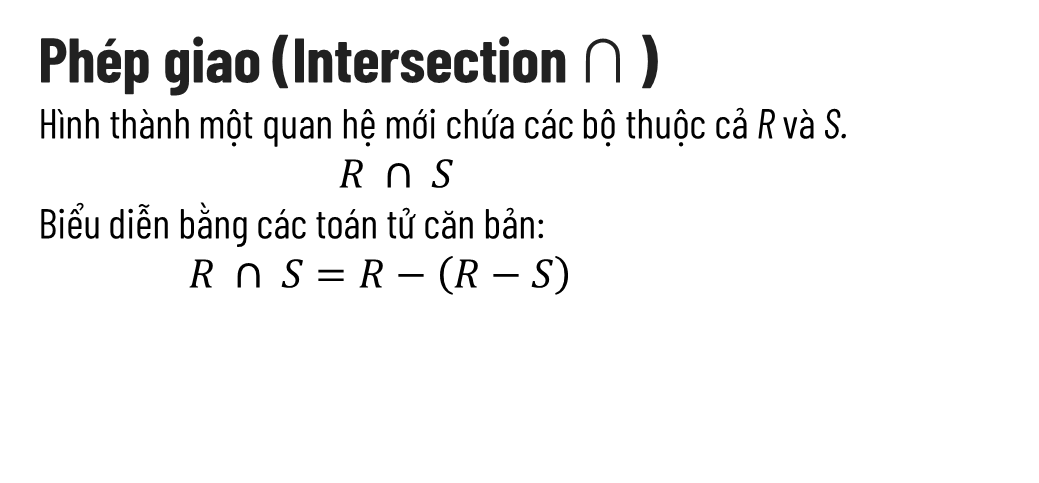 Phép giao (Intersection ∩ )
Hình thành một quan hệ mới chứa các bộ thuộc cả R và S.
R ∩ S
Biểu diễn bằng các toán tử căn bản:
R ∩ S = R − (R − S)